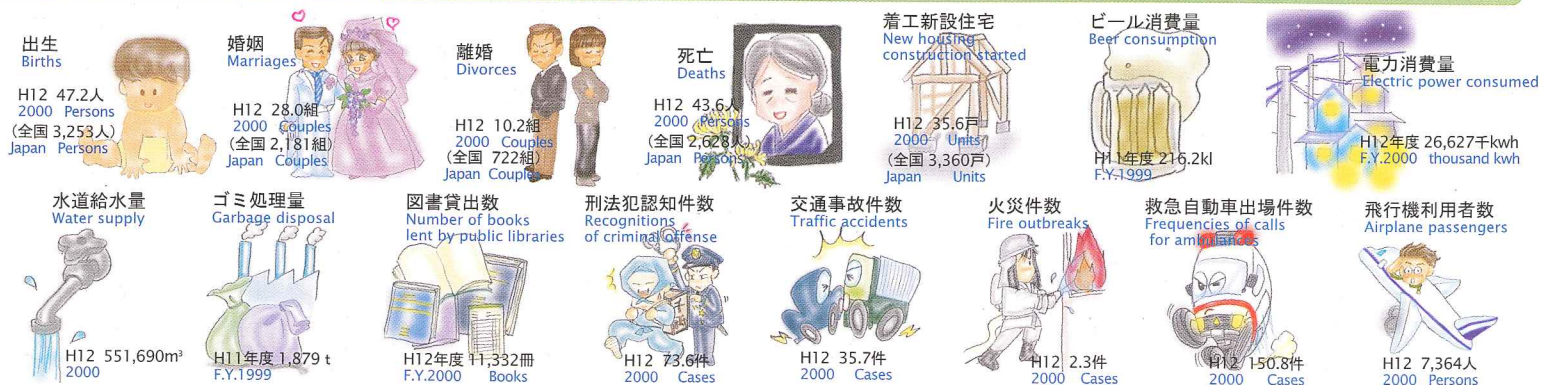 出生
Births
H12 47.2人
2000 Persons
(全国 3,253人)
Japan Persons
婚姻
Marriages
H12 28.0組
2000 Couples
(全国 2,181組)
Japan Couples
離婚
Divorces
H12 10.2組
2000 Couples
(全国 722組)
Japan Couples
死亡
Deaths
H12 43.6人
2000 Persons
(全国 2,628人)
Japan Persons
着工新設住宅
New housing
construction started
H12 35.6戸
2000 Units
(全国 3,360戸)
Japan Units
ビール消費量
Beer consumption
H11年度 216.2kl
F.Y.1999
電力消費量
Electric power consumed
H12年度 26,627千kwh
F.Y.2000 thousand kwh
水道給水量
Water supply
H12 551,690m³
2000
ゴミ処理量
Garbage disposal
H11年度 1,879 t
F.Y.1999
図書貸出数
Number of books
lent by public libraries
H12年度 11,332冊
F.Y.2000 Books
刑法犯認知件数
Recognitions
of criminal offense
H12 73.6件
2000 Cases
交通事故件数
Traffic accidents
H12 35.7件
2000 Cases
火災件数
Fire outbreaks
H12 2.3件
2000 Cases
救急自動車出場件数
Frequencies of calls
for ambulances
H12 150.8件
2000 Cases
飛行機利用者数
Airplane passengers
H12 7,364人
2000 Persons